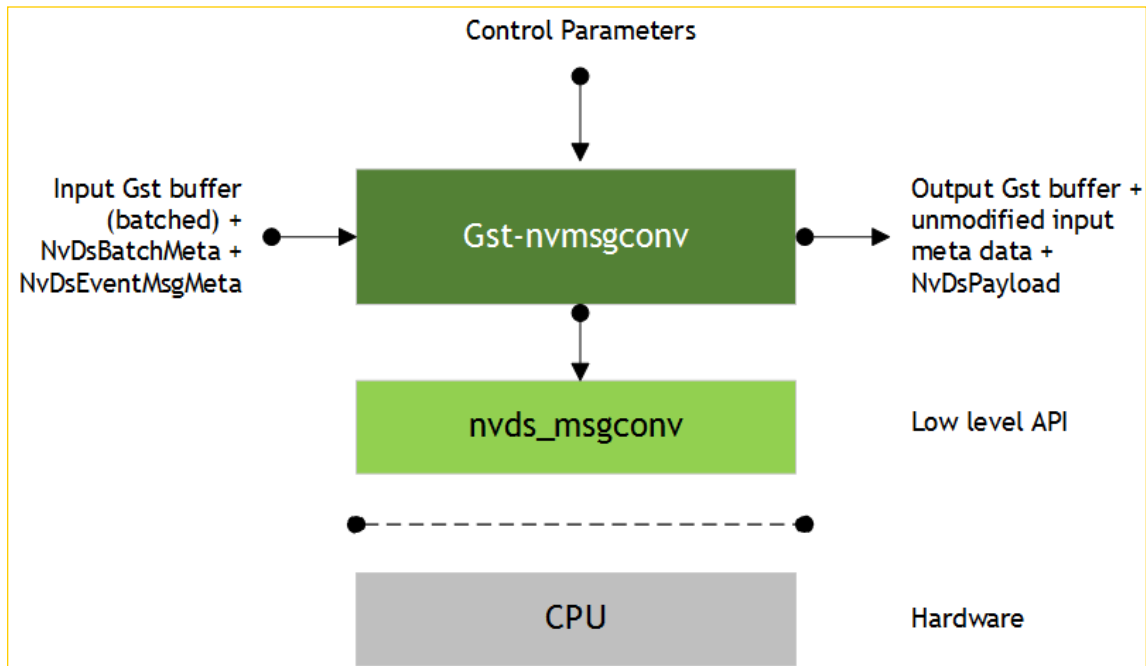 Control Parameters
Input Gst buffer
(batched) +
NvDsBatchMeta +
NvDsEventMsgMeta
Gst-nvmsgconv
Output Gst buffer +
unmodified input
meta data +
NvDsPayload
nvds_msgconv
Low level API
CPU
Hardware